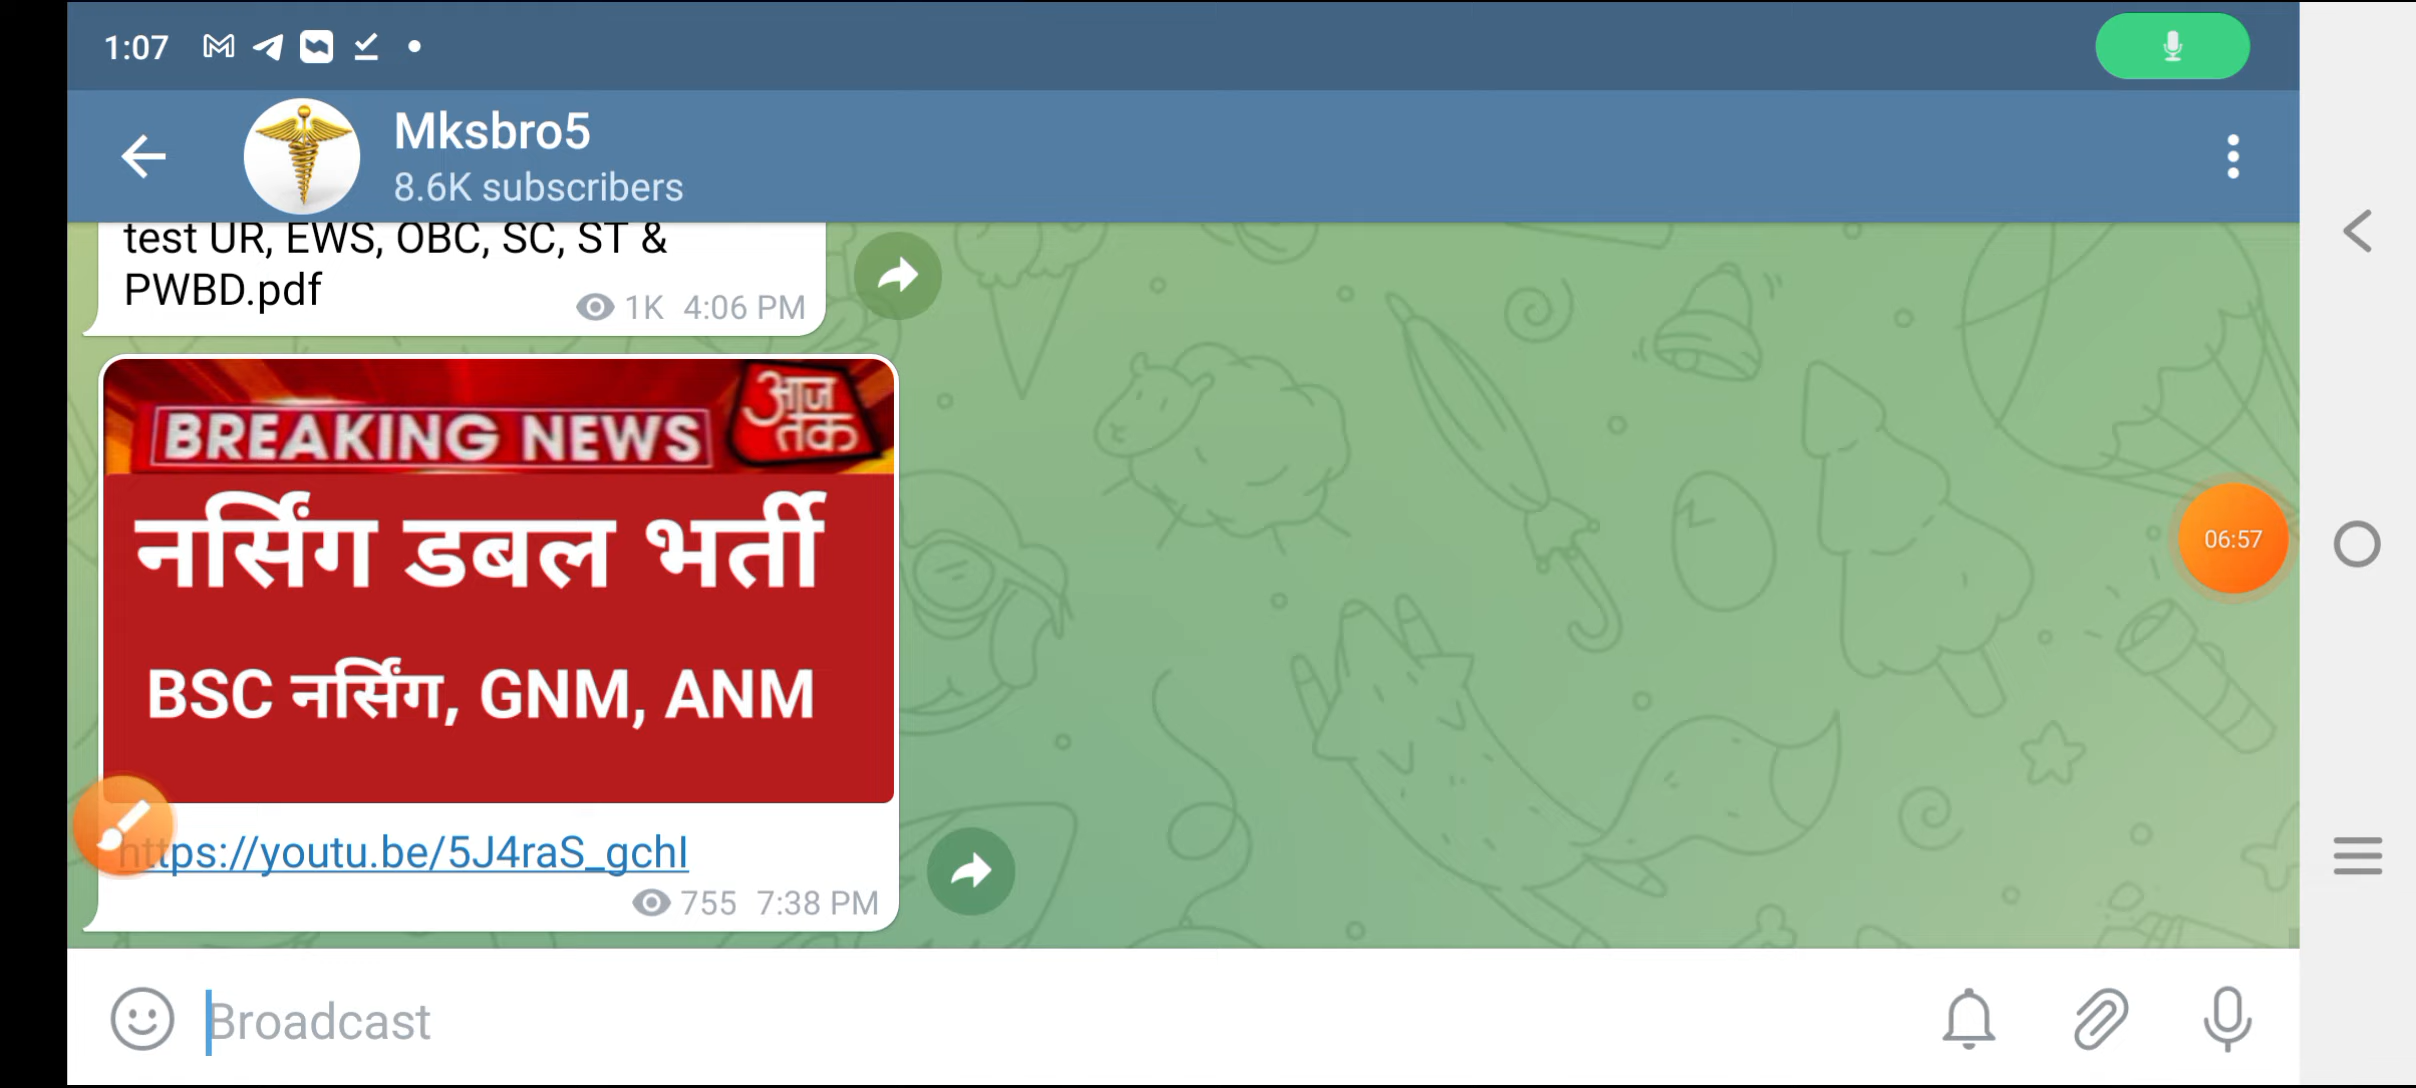 1:07
Mksbro5
8.6K subscribers
test UR, EWS, OBC, SC, ST &
PWBD.pdf
1K 4:06 PM
BREAKING NEWS
आज
तक
नर्सिंग डबल भर्ती
BSC नर्सिंग, GNM, ANM
https://youtu.be/5J4raS_gchI
755 7:38 PM
06:57
Broadcast